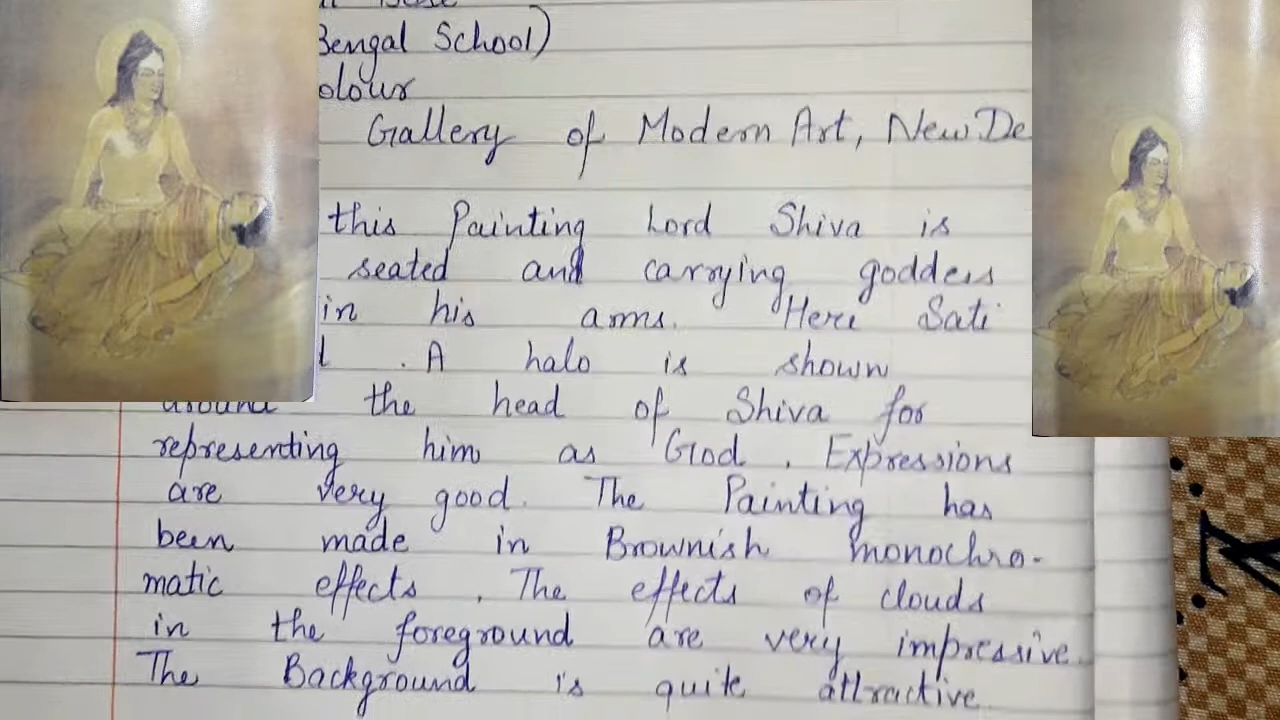 Bengal School)
olour
Gallery of Modern Art, New De
this Painting Lord Shiva is
seated and carrying goddess
in his arms. Here Sati
l . A halo is shown
around the head of Shiva for
representing him as God . Expressions
are very good. The Painting has
been made in Brownish monochro-
matic effects . The effects of clouds
in the foreground are very impressive.
The Background is quite attractive.